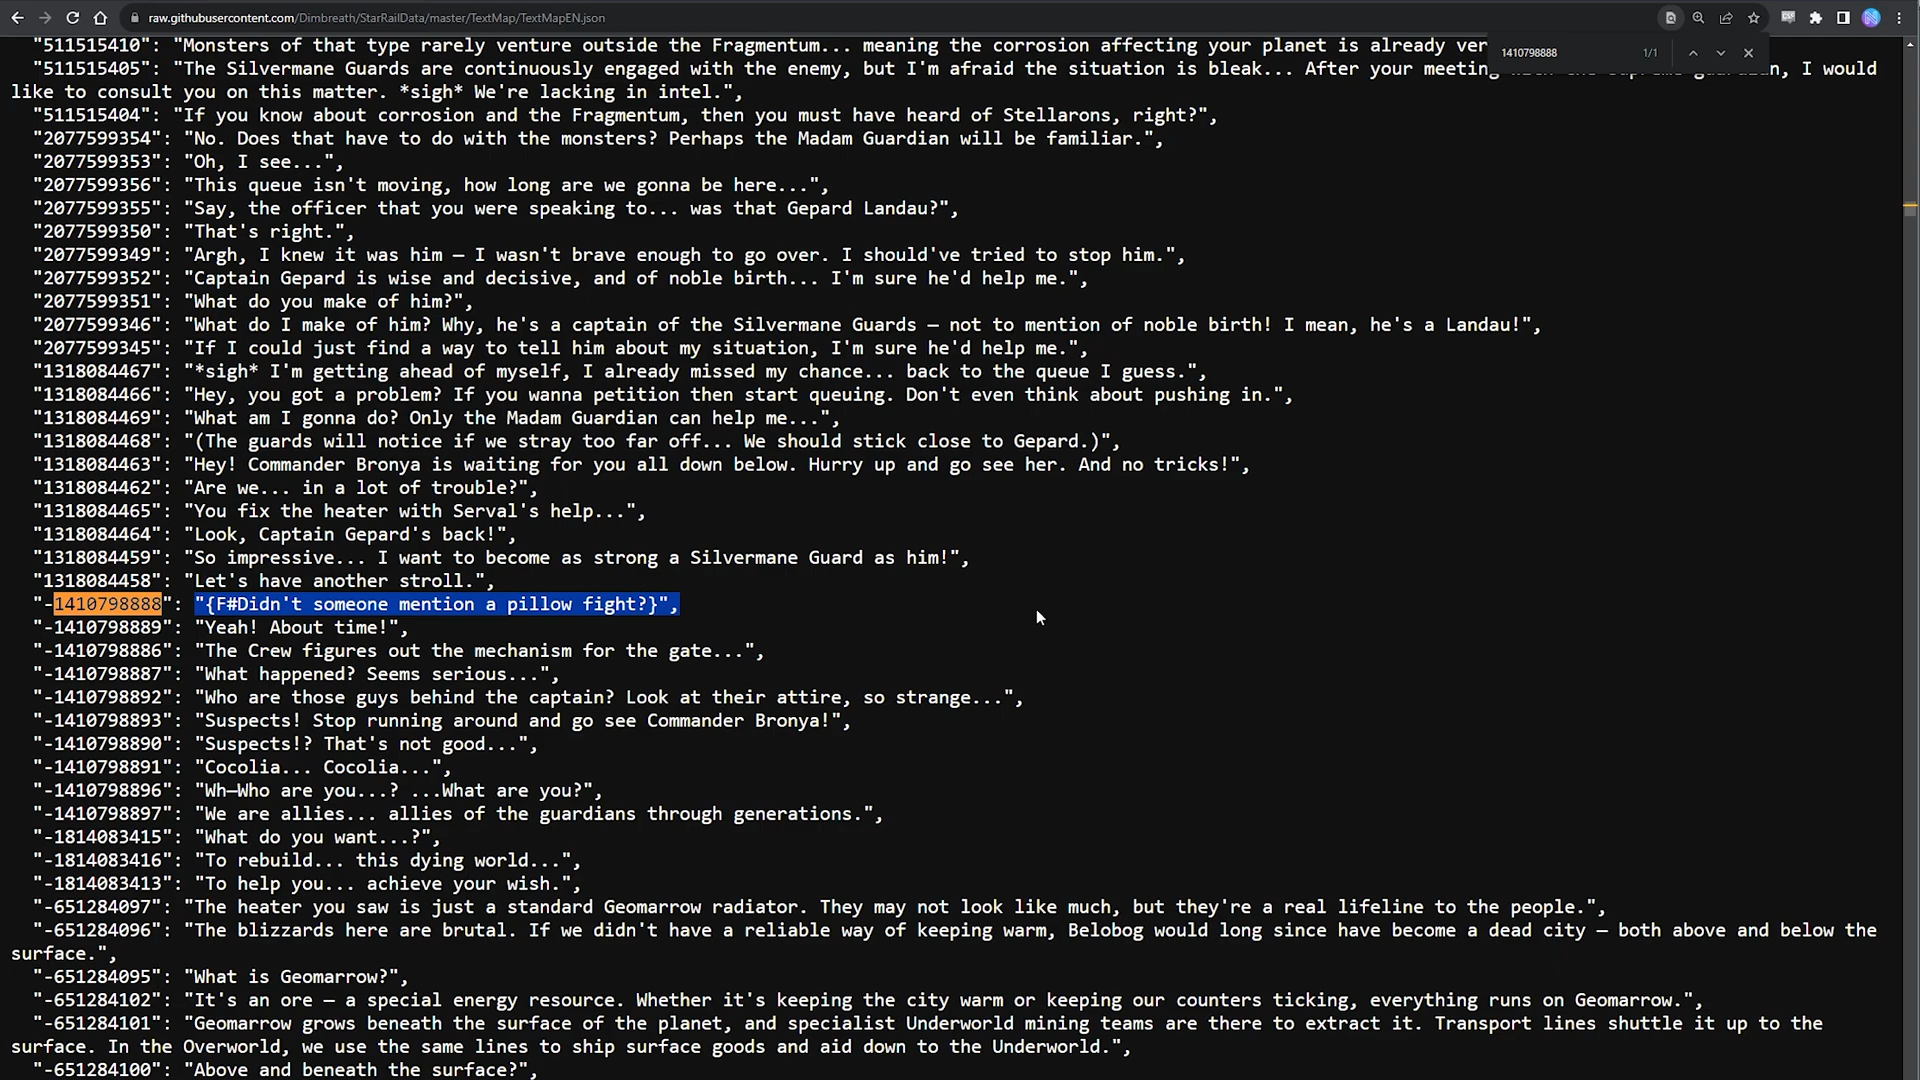 raw.githubusercontent.com/Dimbreath/StarRailData/master/TextMap/TextMapEN.json
1410798888 1/1
"511515410": "Monsters of that type rarely venture outside the Fragmentum... meaning the corrosion affecting your planet is already ver
"511515405": "The Silvermane Guards are continuously engaged with the enemy, but I'm afraid the situation is bleak... After your meeting I would
like to consult you on this matter. *sigh* We're lacking in intel.",
"511515404": "If you know about corrosion and the Fragmentum, then you must have heard of Stellarons, right?",
"2077599354": "No. Does that have to do with the monsters? Perhaps the Madam Guardian will be familiar.",
"2077599353": "Oh, I see...",
"2077599356": "This queue isn't moving, how long are we gonna be here...",
"2077599355": "Say, the officer that you were speaking to... was that Gepard Landau?",
"2077599350": "That's right.",
"2077599349": "Argh, I knew it was him — I wasn't brave enough to go over. I should've tried to stop him.",
"2077599352": "Captain Gepard is wise and decisive, and of noble birth... I'm sure he'd help me.",
"2077599351": "What do you make of him?",
"2077599346": "What do I make of him? Why, he's a captain of the Silvermane Guards — not to mention of noble birth! I mean, he's a Landau!",
"2077599345": "If I could just find a way to tell him about my situation, I'm sure he'd help me.",
"1318084467": "*sigh* I'm getting ahead of myself, I already missed my chance... back to the queue I guess.",
"1318084466": "Hey, you got a problem? If you wanna petition then start queuing. Don't even think about pushing in.",
"1318084469": "What am I gonna do? Only the Madam Guardian can help me...",
"1318084468": "(The guards will notice if we stray too far off... We should stick close to Gepard.)",
"1318084463": "Hey! Commander Bronya is waiting for you all down below. Hurry up and go see her. And no tricks!",
"1318084462": "Are we... in a lot of trouble?",
"1318084465": "You fix the heater with Serval's help...",
"1318084464": "Look, Captain Gepard's back!",
"1318084459": "So impressive... I want to become as strong a Silvermane Guard as him!",
"1318084458": "Let's have another stroll.",
"-1410798888": "{F#Didn't someone mention a pillow fight?}",
"-1410798889": "Yeah! About time!",
"-1410798886": "The Crew figures out the mechanism for the gate...",
"-1410798887": "What happened? Seems serious...",
"-1410798892": "Who are those guys behind the captain? Look at their attire, so strange...",
"-1410798893": "Suspects! Stop running around and go see Commander Bronya!",
"-1410798890": "Suspects!? That's not good...",
"-1410798891": "Cocolia... Cocolia...",
"-1410798896": "Wh—Who are you...? ...What are you?",
"-1410798897": "We are allies... allies of the guardians through generations.",
"-1814083415": "What do you want...?",
"-1814083416": "To rebuild... this dying world...",
"-1814083413": "To help you... achieve your wish.",
"-651284097": "The heater you saw is just a standard Geomarrow radiator. They may not look like much, but they're a real lifeline to the people.",
"-651284096": "The blizzards here are brutal. If we didn't have a reliable way of keeping warm, Belobog would long since have become a dead city — both above and below the
surface.",
"-651284095": "What is Geomarrow?",
"-651284102": "It's an ore — a special energy resource. Whether it's keeping the city warm or keeping our counters ticking, everything runs on Geomarrow.",
"-651284101": "Geomarrow grows beneath the surface of the planet, and specialist Underworld mining teams are there to extract it. Transport lines shuttle it up to the
surface. In the Overworld, we use the same lines to ship surface goods and aid down to the Underworld.",
"-651284100": "Above and beneath the surface?",